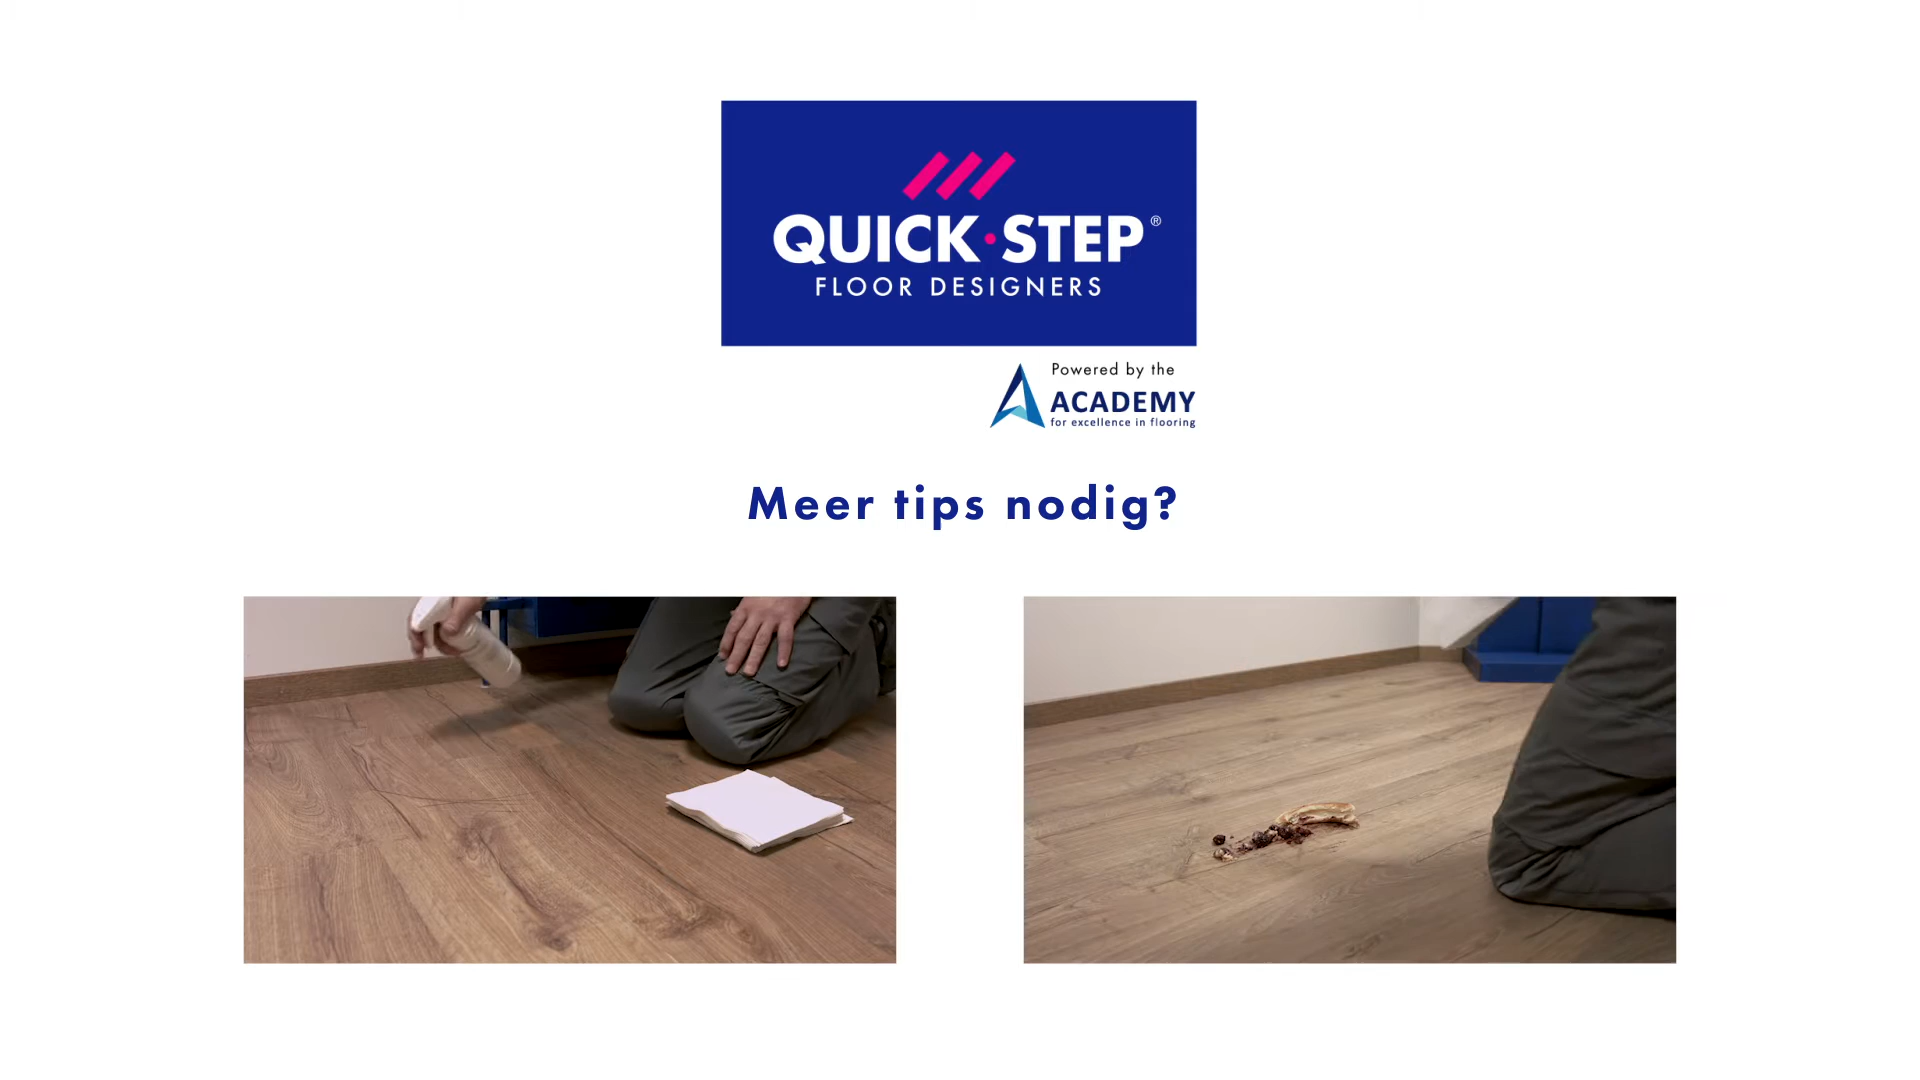 QUICK·STEP®
FLOOR DESIGNERS
Powered by the
ACADEMY
for excellence in flooring
Meer tips nodig?